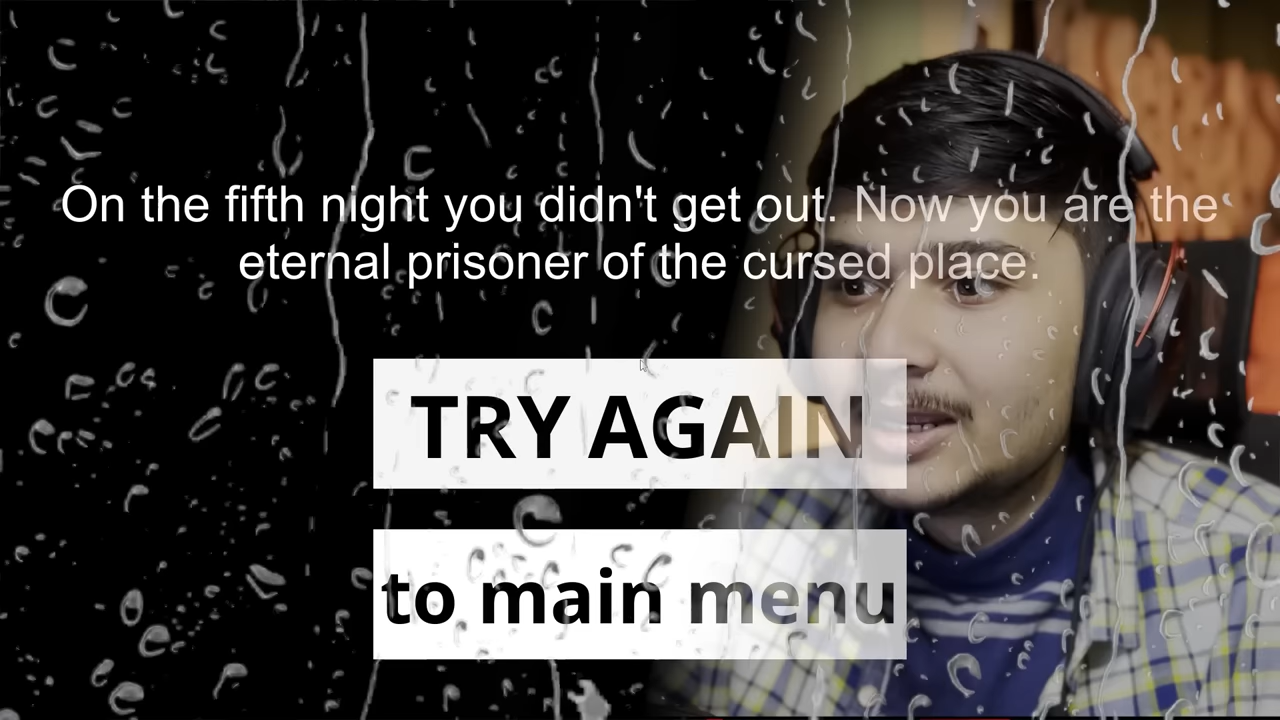 On the fifth night you didn't get out. Now you are the
eternal prisoner of the cursed place.
TRY AGAIN
to main menu